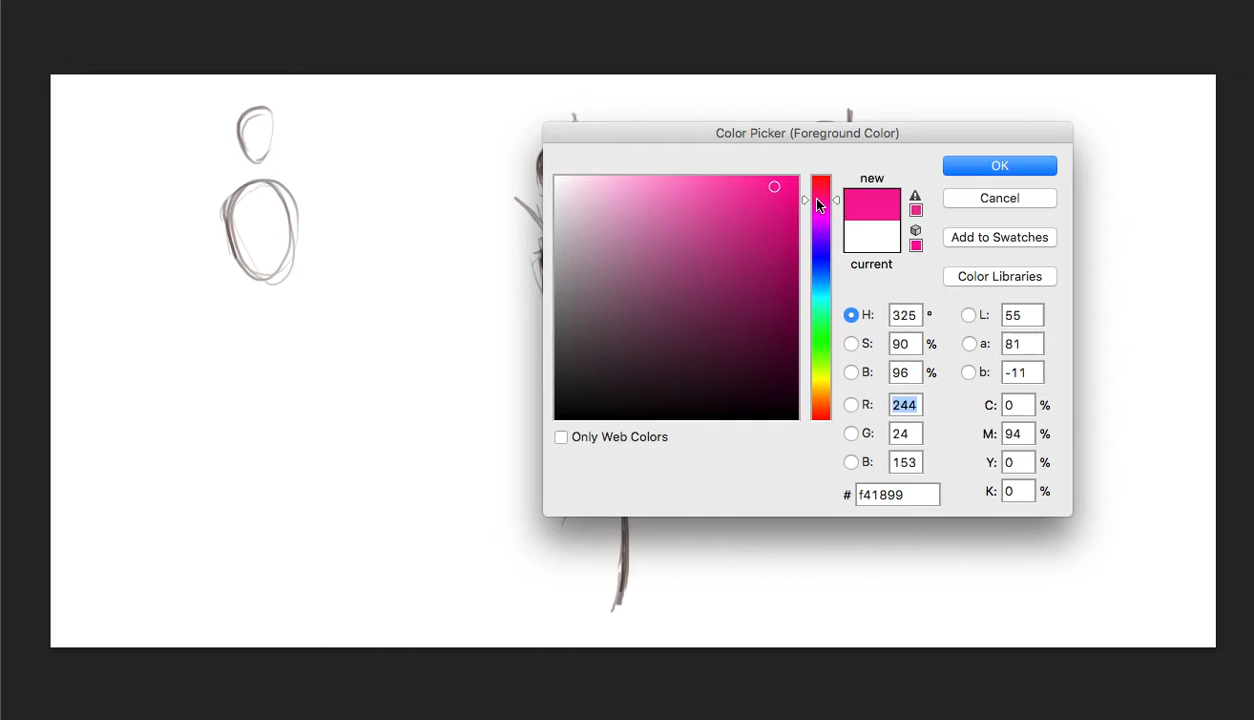 Color Picker (Foreground Color)
new
current
OK
Cancel
Add to Swatches
Color Libraries
H: 325 °
S: 90 %
B: 96 %
R: 244
G: 24
B: 153
# f41899
L: 55
a: 81
b: -11
C: 0 %
M: 94 %
Y: 0 %
K: 0 %
Only Web Colors